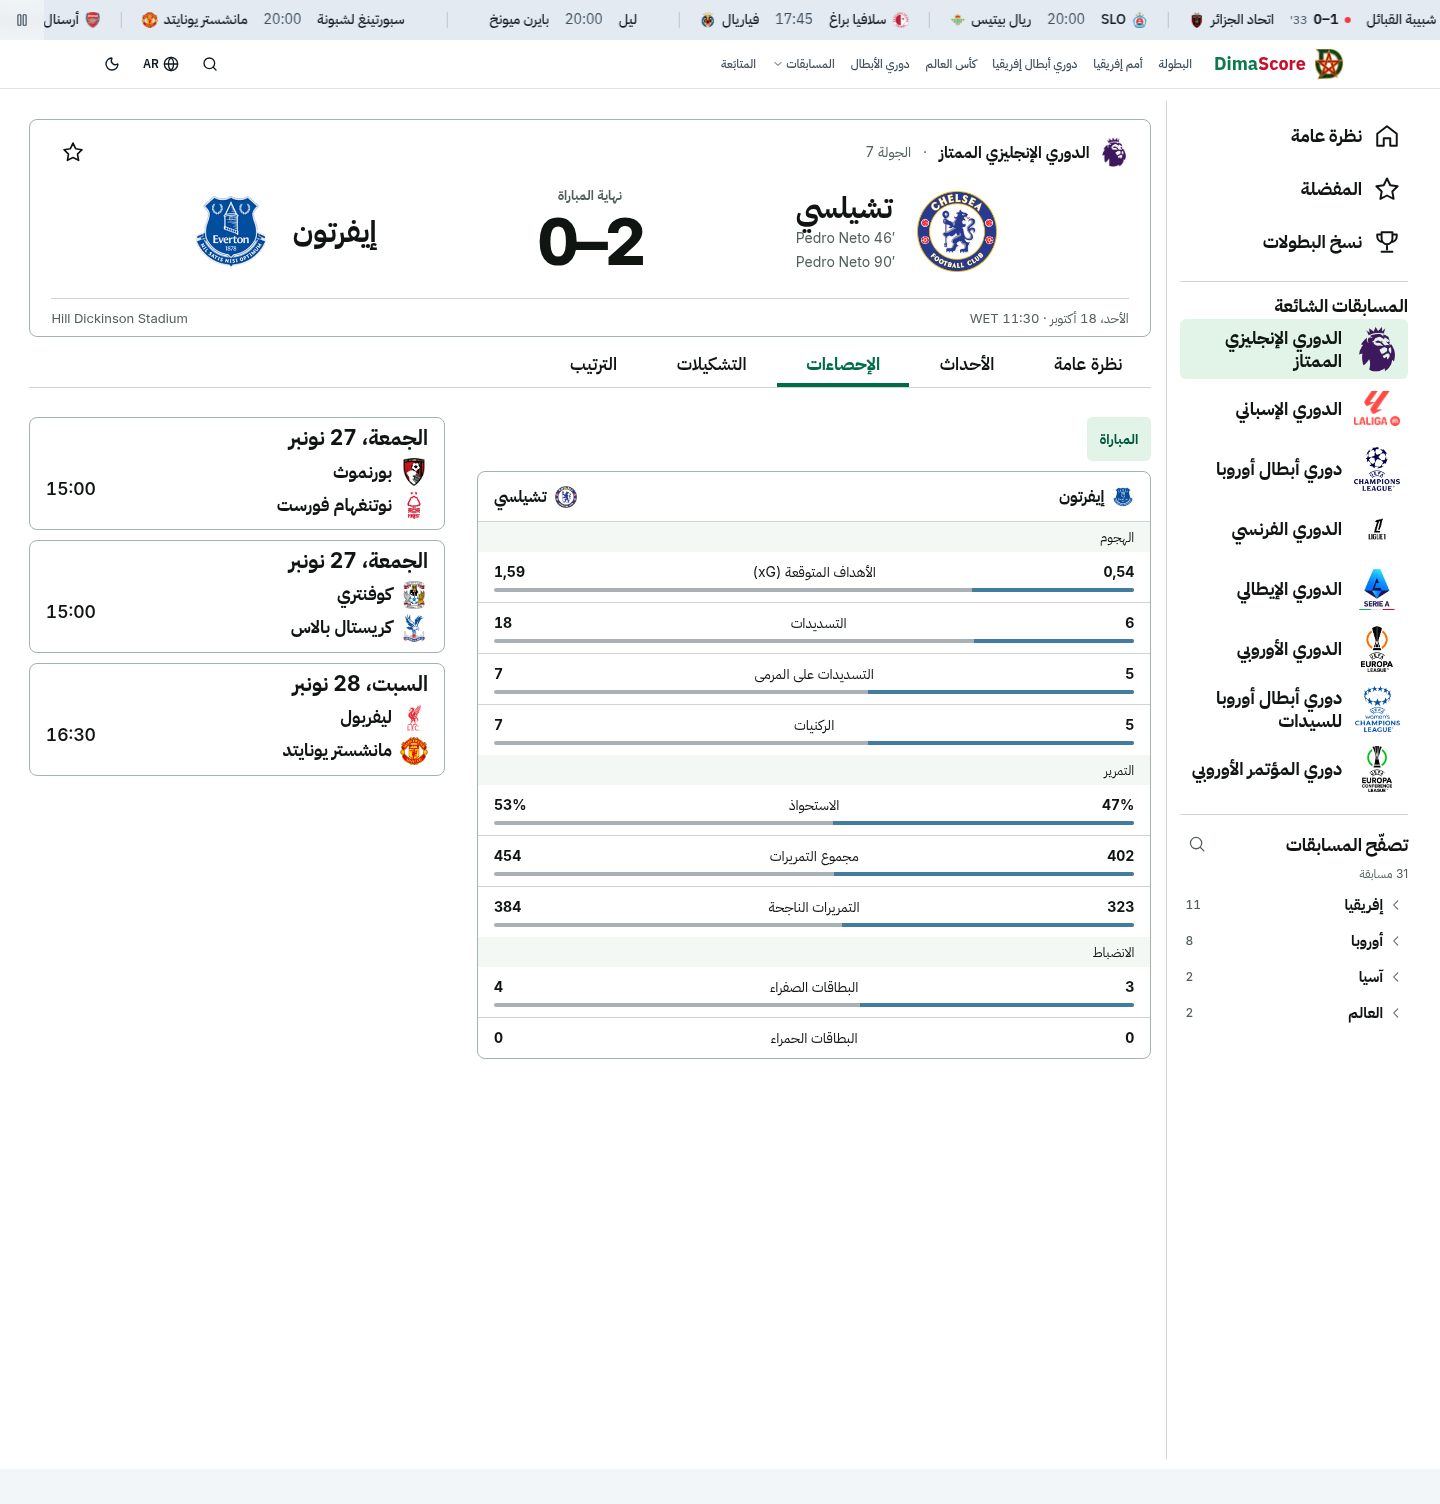 شبيبة القبائل 0–1 33' اتحاد الجزائر
SLO 20:00 ريال بيتيس
سلافيا براغ 17:45 فياريال
ليل 20:00 بايرن ميونخ
سبورتينغ لشبونة 20:00 مانشستر يونايتد
أرسنال
DimaScore
البطولة
أمم إفريقيا
دوري أبطال إفريقيا
كأس العالم
دوري الأبطال
المسابقات
المتابعة
AR
نظرة عامة
المفضلة
نسخ البطولات
المسابقات الشائعة
الدوري الإنجليزي
الممتاز
الدوري الإسباني
دوري أبطال أوروبا
الدوري الفرنسي
الدوري الإيطالي
الدوري الأوروبي
دوري أبطال أوروبا
للسيدات
دوري المؤتمر الأوروبي
تصفّح المسابقات
31 مسابقة
إفريقيا 11
أوروبا 8
آسيا 2
العالم 2
الدوري الإنجليزي الممتاز · الجولة 7
تشيلسي
Pedro Neto 46'
Pedro Neto 90'
نهاية المباراة
0–2
إيفرتون
الأحد، 18 أكتوبر · 11:30 WET
Hill Dickinson Stadium
نظرة عامة
الأحداث
الإحصاءات
التشكيلات
الترتيب
المباراة
إيفرتون تشيلسي
الهجوم
0,54 الأهداف المتوقعة (xG) 1,59
6 التسديدات 18
5 التسديدات على المرمى 7
5 الركنيات 7
التمرير
47% الاستحواذ 53%
402 مجموع التمريرات 454
323 التمريرات الناجحة 384
الانضباط
3 البطاقات الصفراء 4
0 البطاقات الحمراء 0
الجمعة، 27 نونبر
بورنموث
نوتنغهام فورست
15:00
الجمعة، 27 نونبر
كوفنتري
كريستال بالاس
15:00
السبت، 28 نونبر
ليفربول
مانشستر يونايتد
16:30